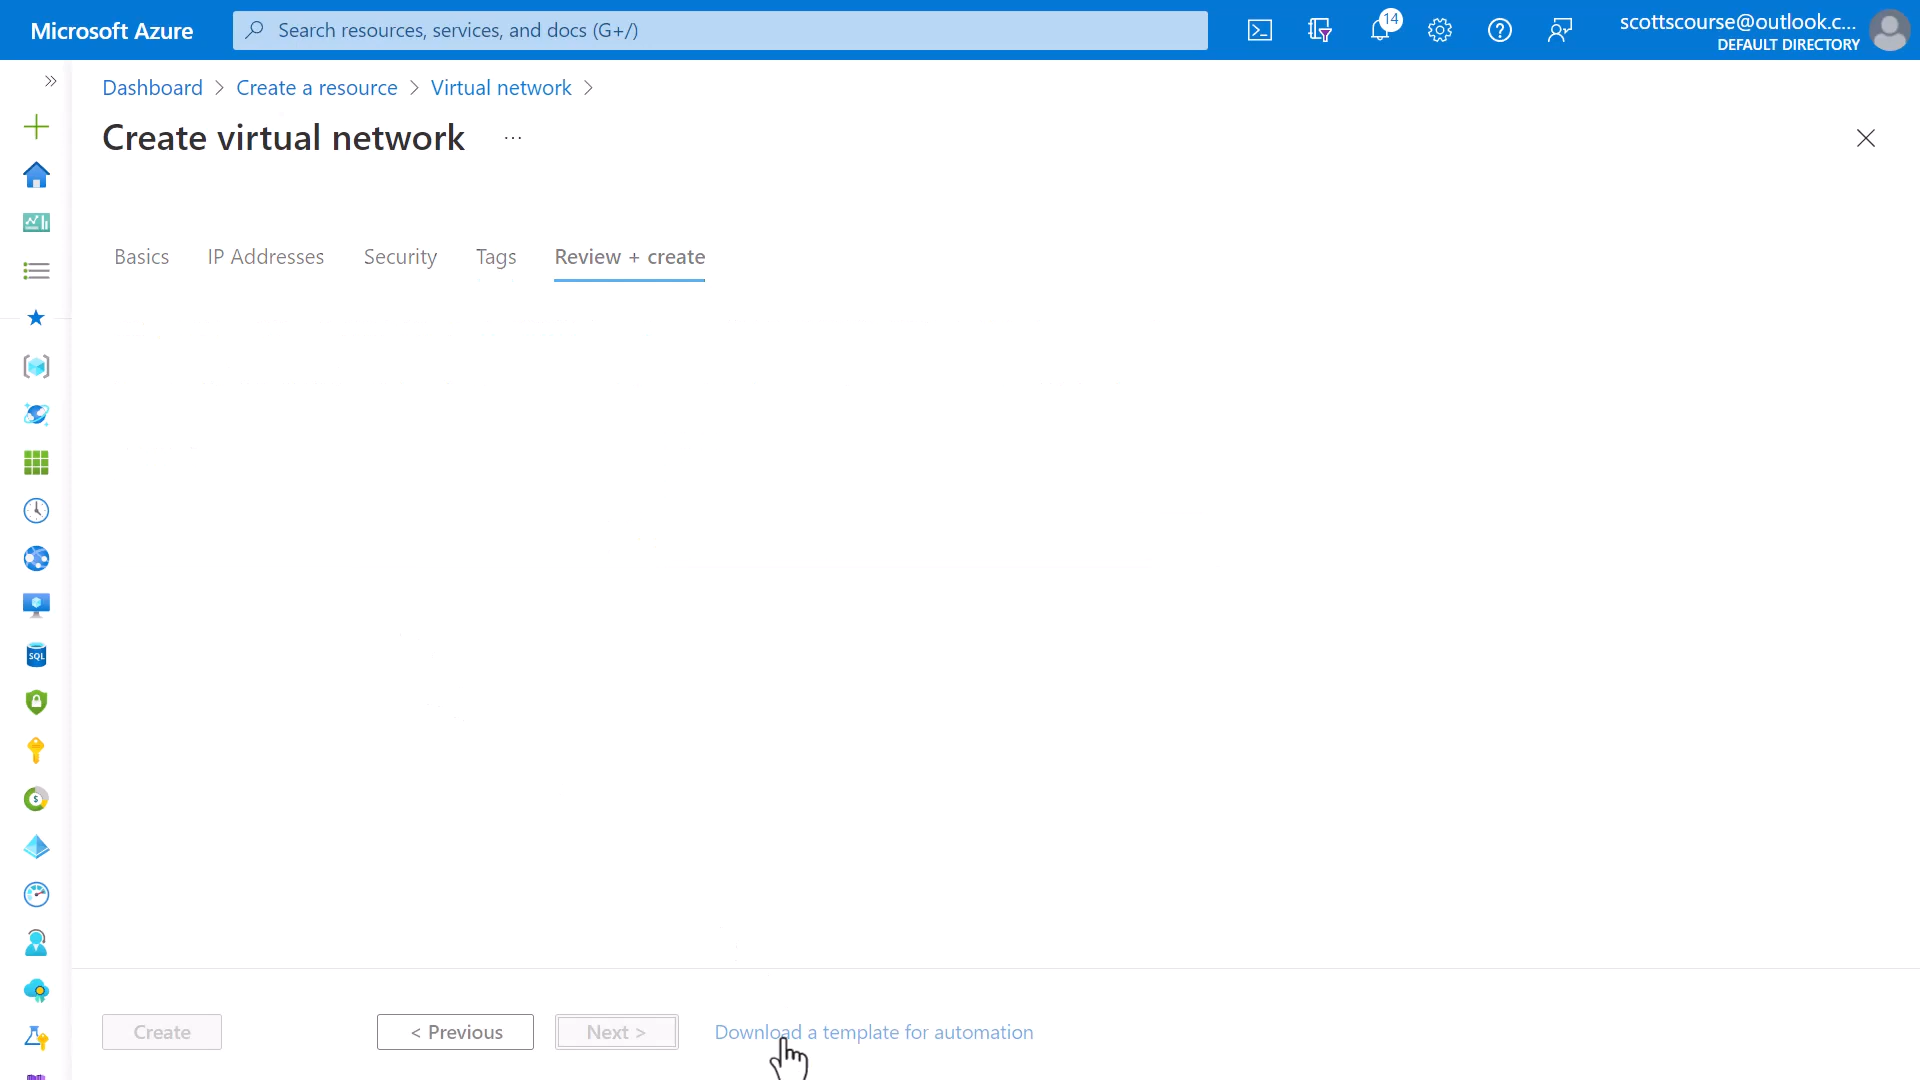 Microsoft Azure
Search resources, services, and docs (G+/)
14
scottscourse@outlook.c...
DEFAULT DIRECTORY
Dashboard > Create a resource > Virtual network >
Create virtual network ...
Basics IP Addresses Security Tags Review + create
SQL
$
Create < Previous Next > Download a template for automation